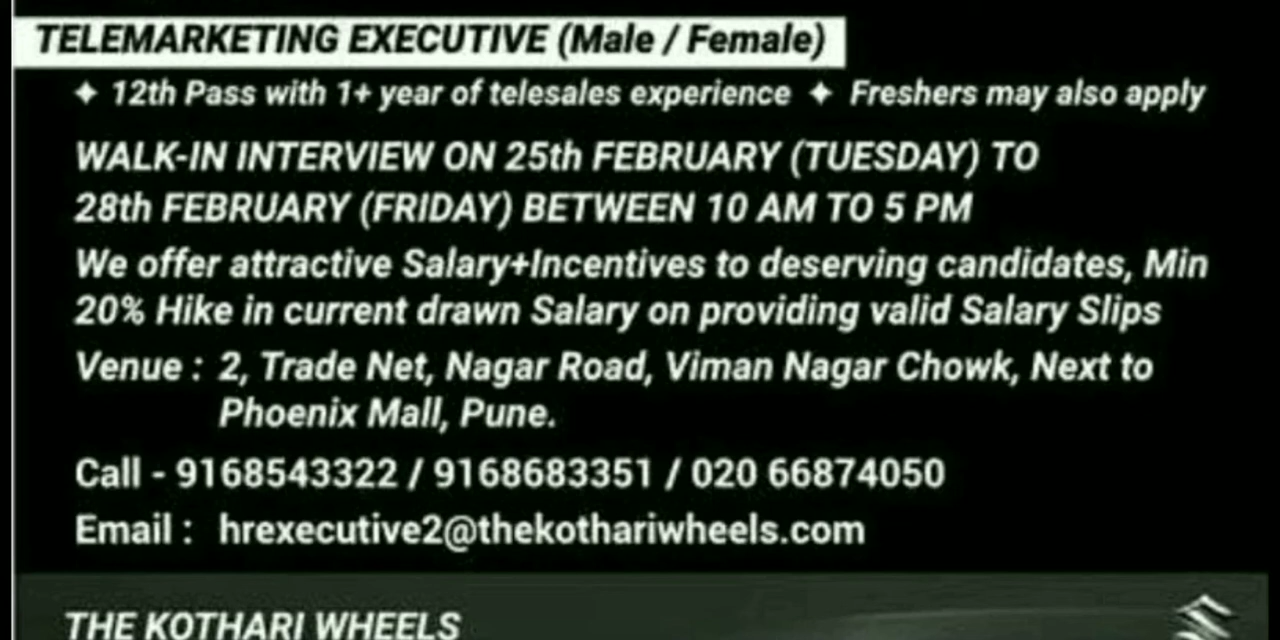 TELEMARKETING EXECUTIVE (Male / Female)
✦ 12th Pass with 1+ year of telesales experience ✦ Freshers may also apply
WALK-IN INTERVIEW ON 25th FEBRUARY (TUESDAY) TO
28th FEBRUARY (FRIDAY) BETWEEN 10 AM TO 5 PM
We offer attractive Salary+Incentives to deserving candidates, Min
20% Hike in current drawn Salary on providing valid Salary Slips
Venue : 2, Trade Net, Nagar Road, Viman Nagar Chowk, Next to
Phoenix Mall, Pune.
Call - 9168543322 / 9168683351 / 020 66874050
Email : hrexecutive2@thekothariwheels.com
THE KOTHARI WHEELS